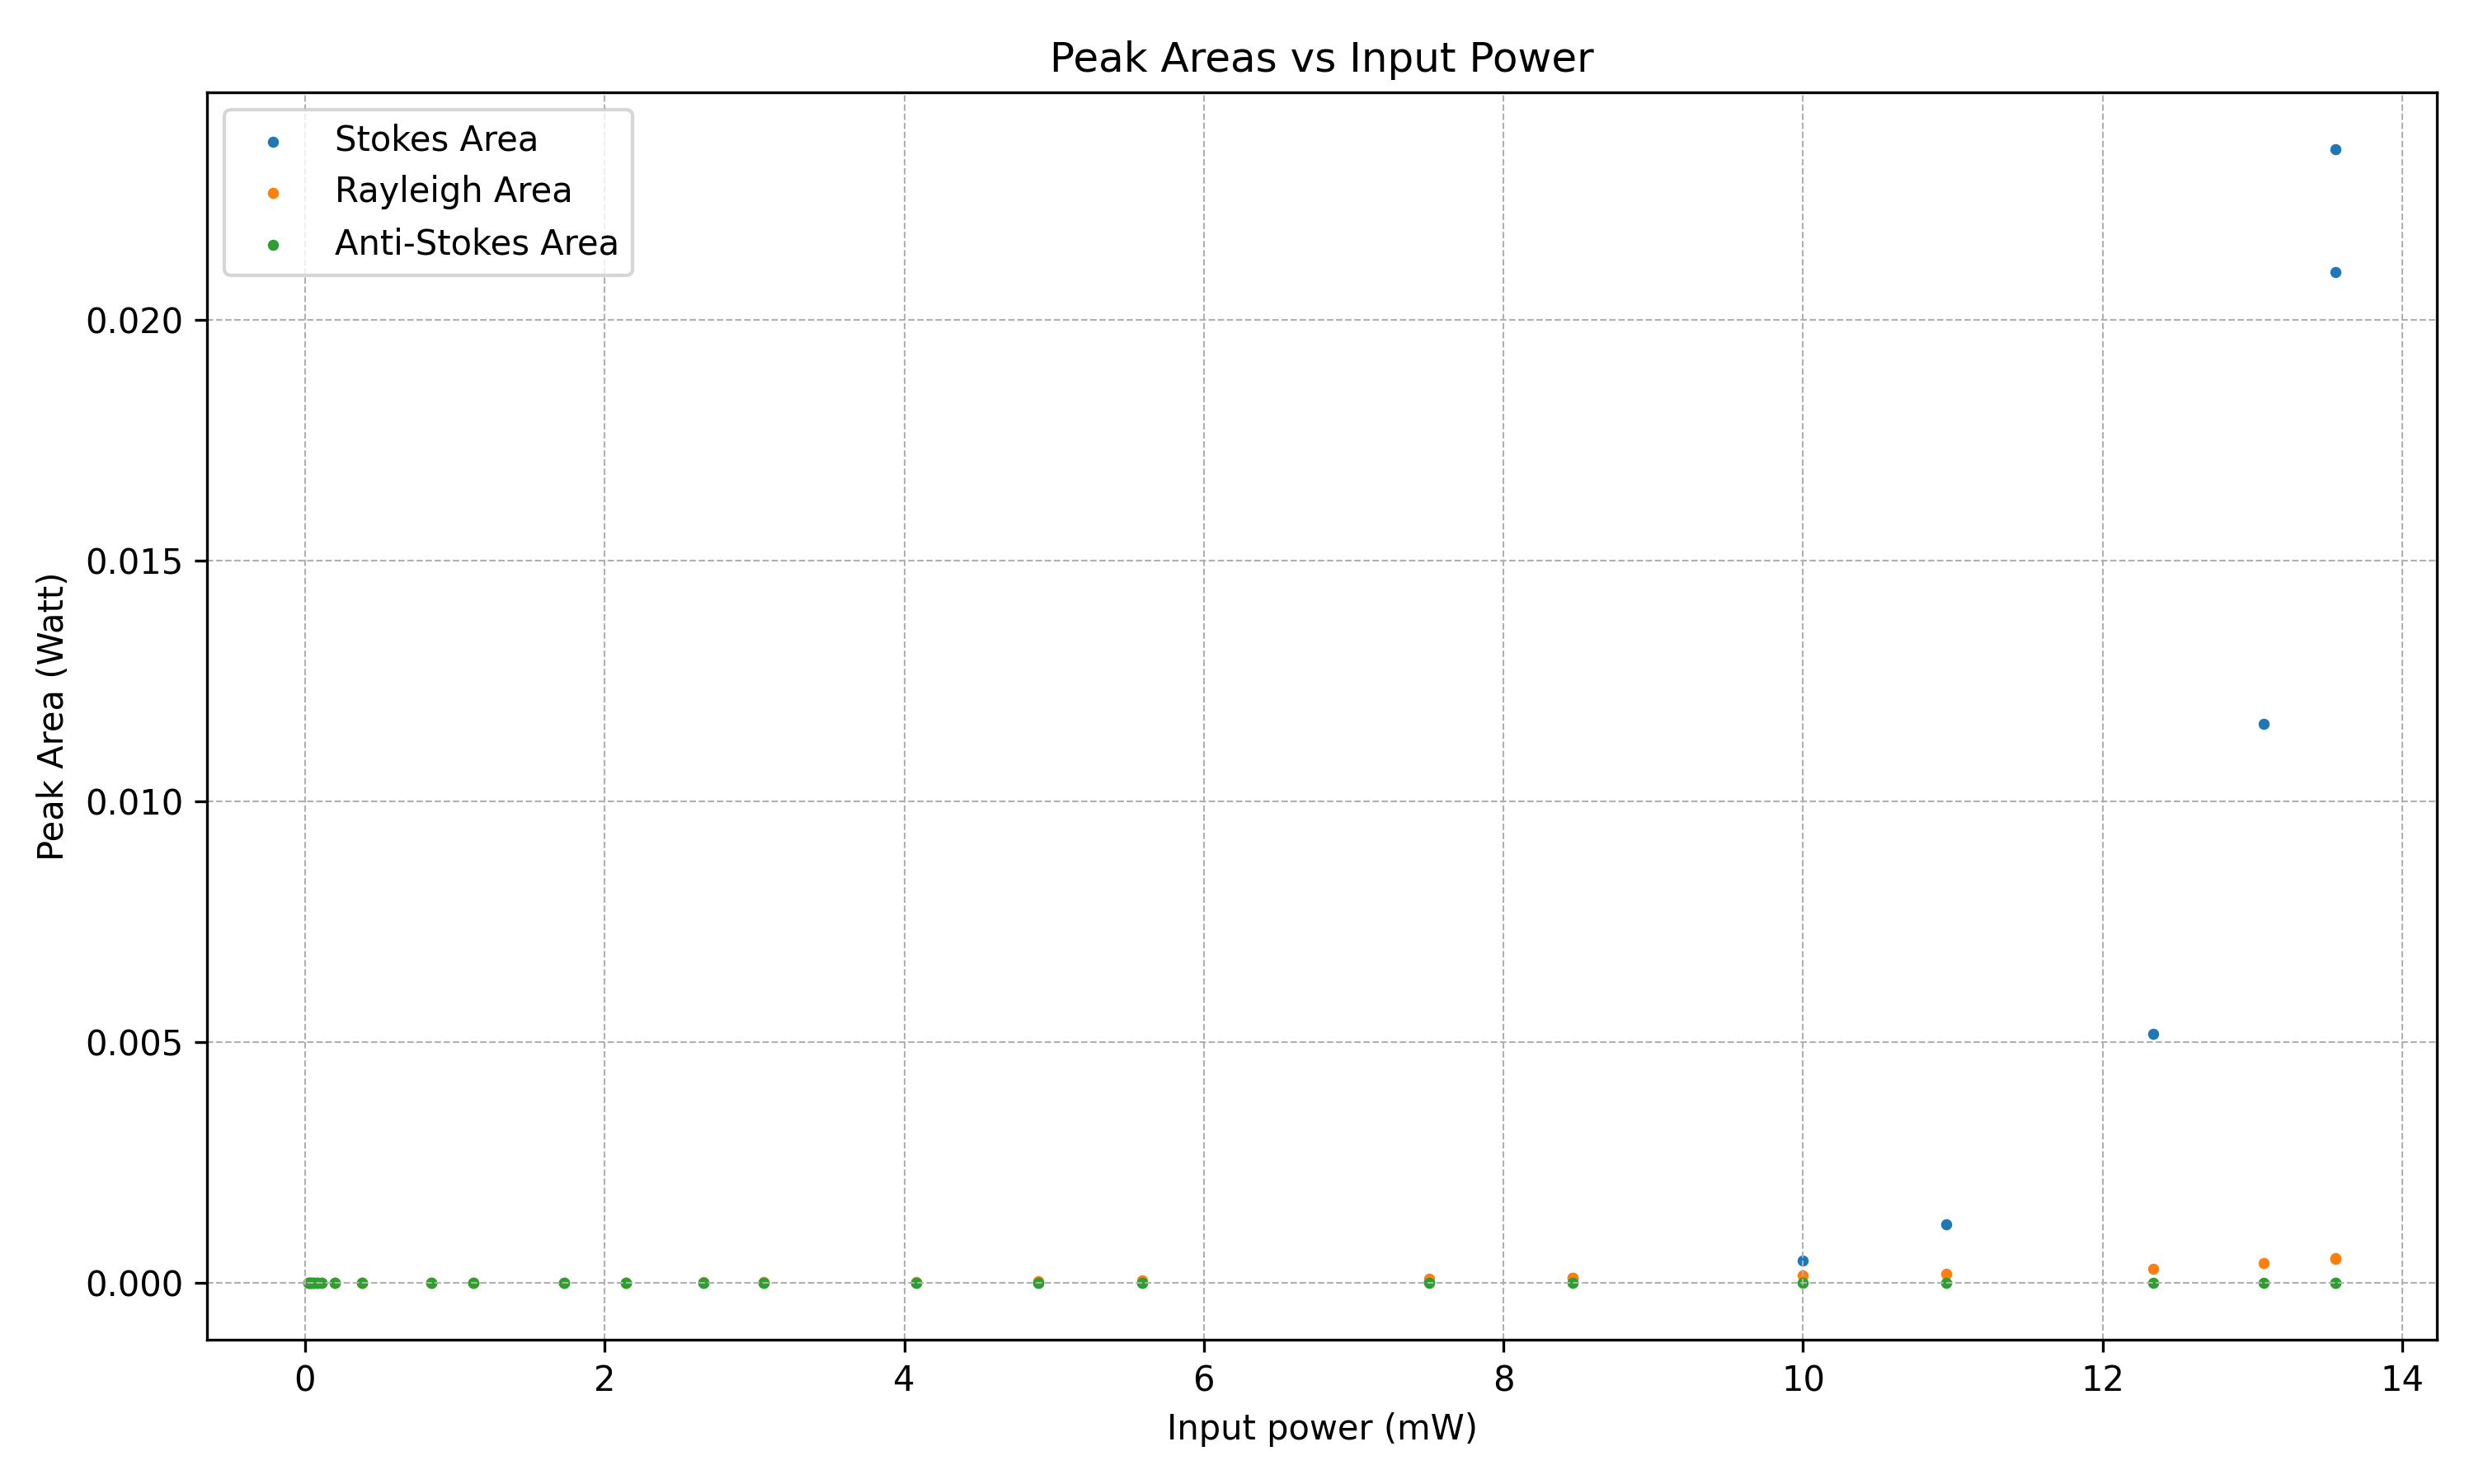 Peak Areas vs Input Power
Stokes Area
Rayleigh Area
Anti-Stokes Area
Peak Area (Watt)
0.020
0.015
0.010
0.005
0.000
0 2 4 6 8 10 12 14
Input power (mW)